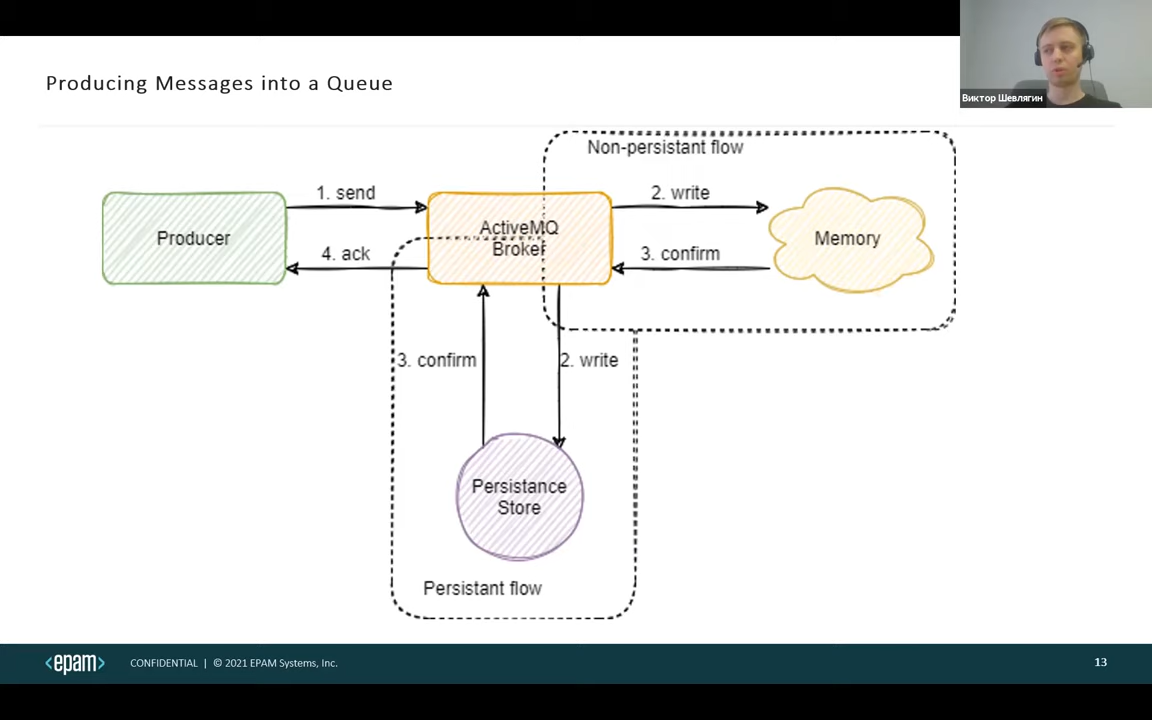 Producing Messages into a Queue
Виктор Шевлягин
Non-persistant flow
1. send
2. write
Producer
ActiveMQ
Broker
Memory
4. ack
3. confirm
3. confirm
2. write
Persistance
Store
Persistant flow
<epam>
CONFIDENTIAL | © 2021 EPAM Systems, Inc.
13